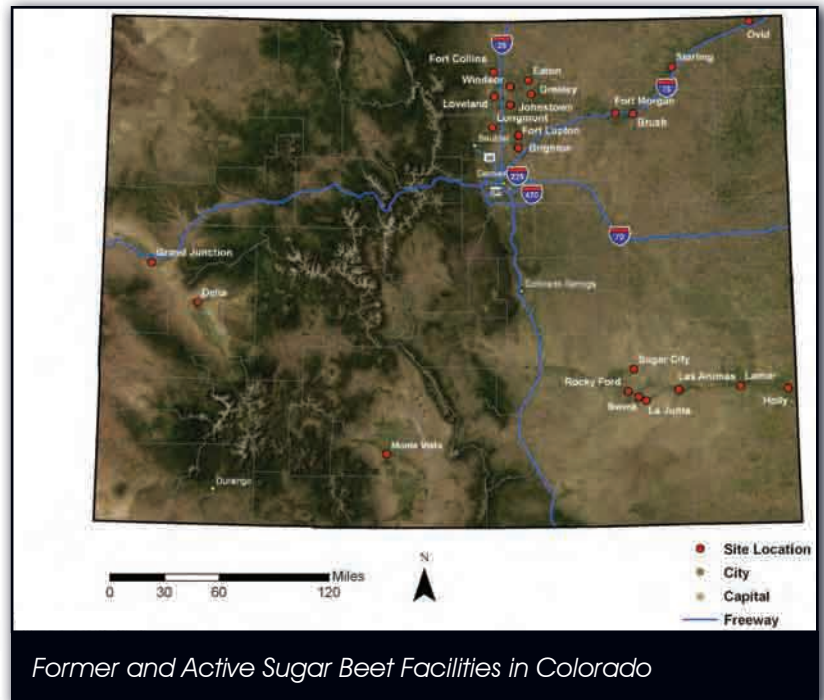 25
Ovid
Fort Collins
Sterling
Eaton
Windsor
Greeley
Loveland
Johnstown
Fort Morgan
Longmont
Brush
Fort Lupton
Boulder
Brighton
Denver
225
470
70
Grand Junction
Delta
Colorado Springs
Sugar City
Rocky Ford
Las Animas
Lamar
Swink
La Junta
Holly
Monte Vista
Durango
N
Miles
0 30 60 120
Site Location
City
Capital
Freeway
Former and Active Sugar Beet Facilities in Colorado